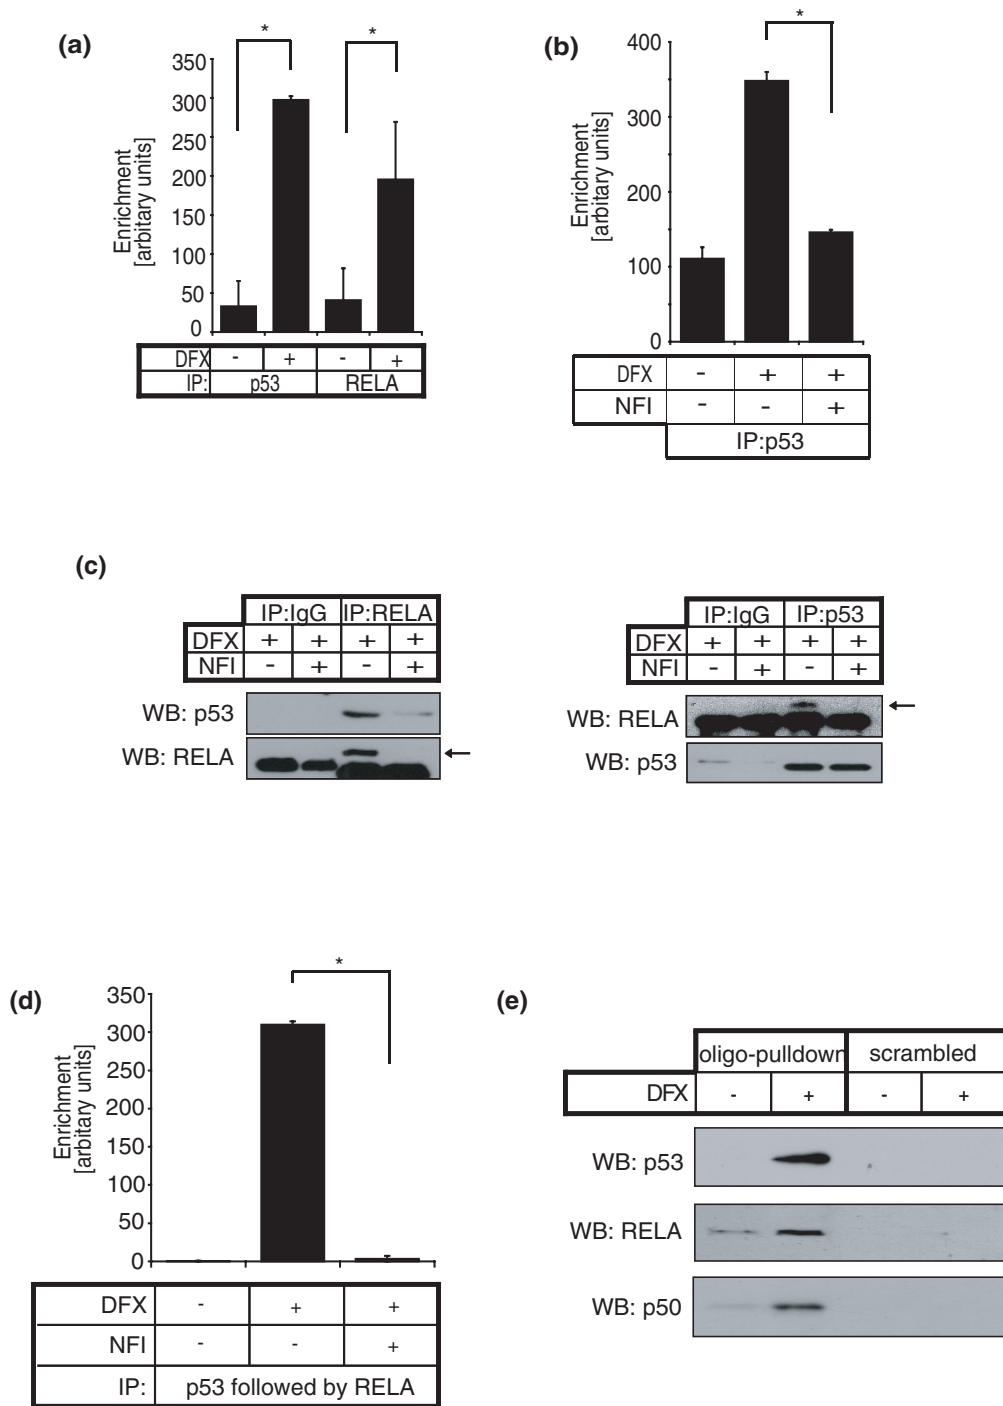 (a)
*
*
Enrichment
[arbitary units]
350
300
250
200
150
100
50
0
DFX - + - +
IP: p53 RELA
(b)
*
Enrichment
[arbitary units]
400
300
200
150
100
0
DFX - + +
NFI - - +
IP:p53
(c)
IP:IgG IP:RELA
DFX + + + +
NFI - + - +
WB: p53
WB: RELA
IP:IgG IP:p53
DFX + + + +
NFI - + - +
WB: RELA
WB: p53
(d)
*
Enrichment
[arbitary units]
350
300
250
200
150
100
50
0
DFX - + +
NFI - - +
IP: p53 followed by RELA
(e)
oligo-pulldown scrambled
DFX - + - +
WB: p53
WB: RELA
WB: p50